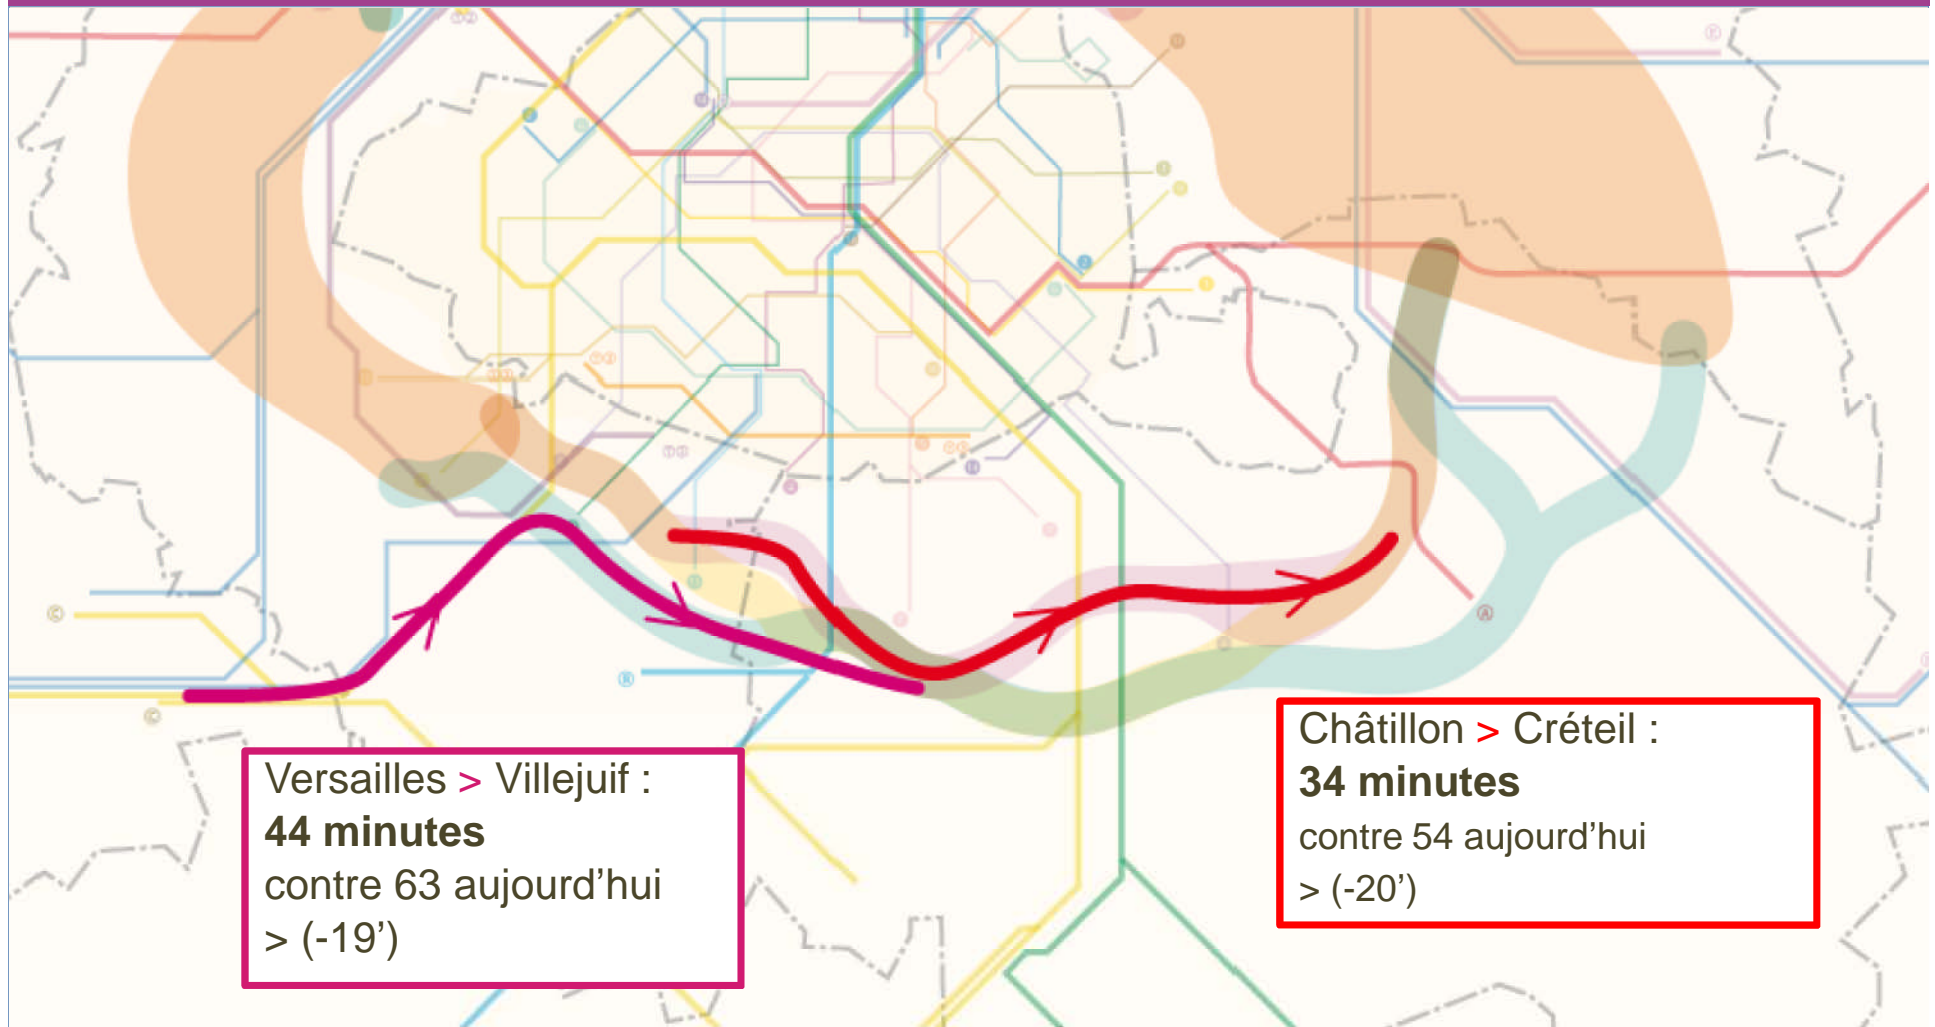 Versailles > Villejuif :
44 minutes
contre 63 aujourd’hui
> (-19’)
Châtillon > Créteil :
34 minutes
contre 54 aujourd’hui
> (-20’)
C
C
B
A